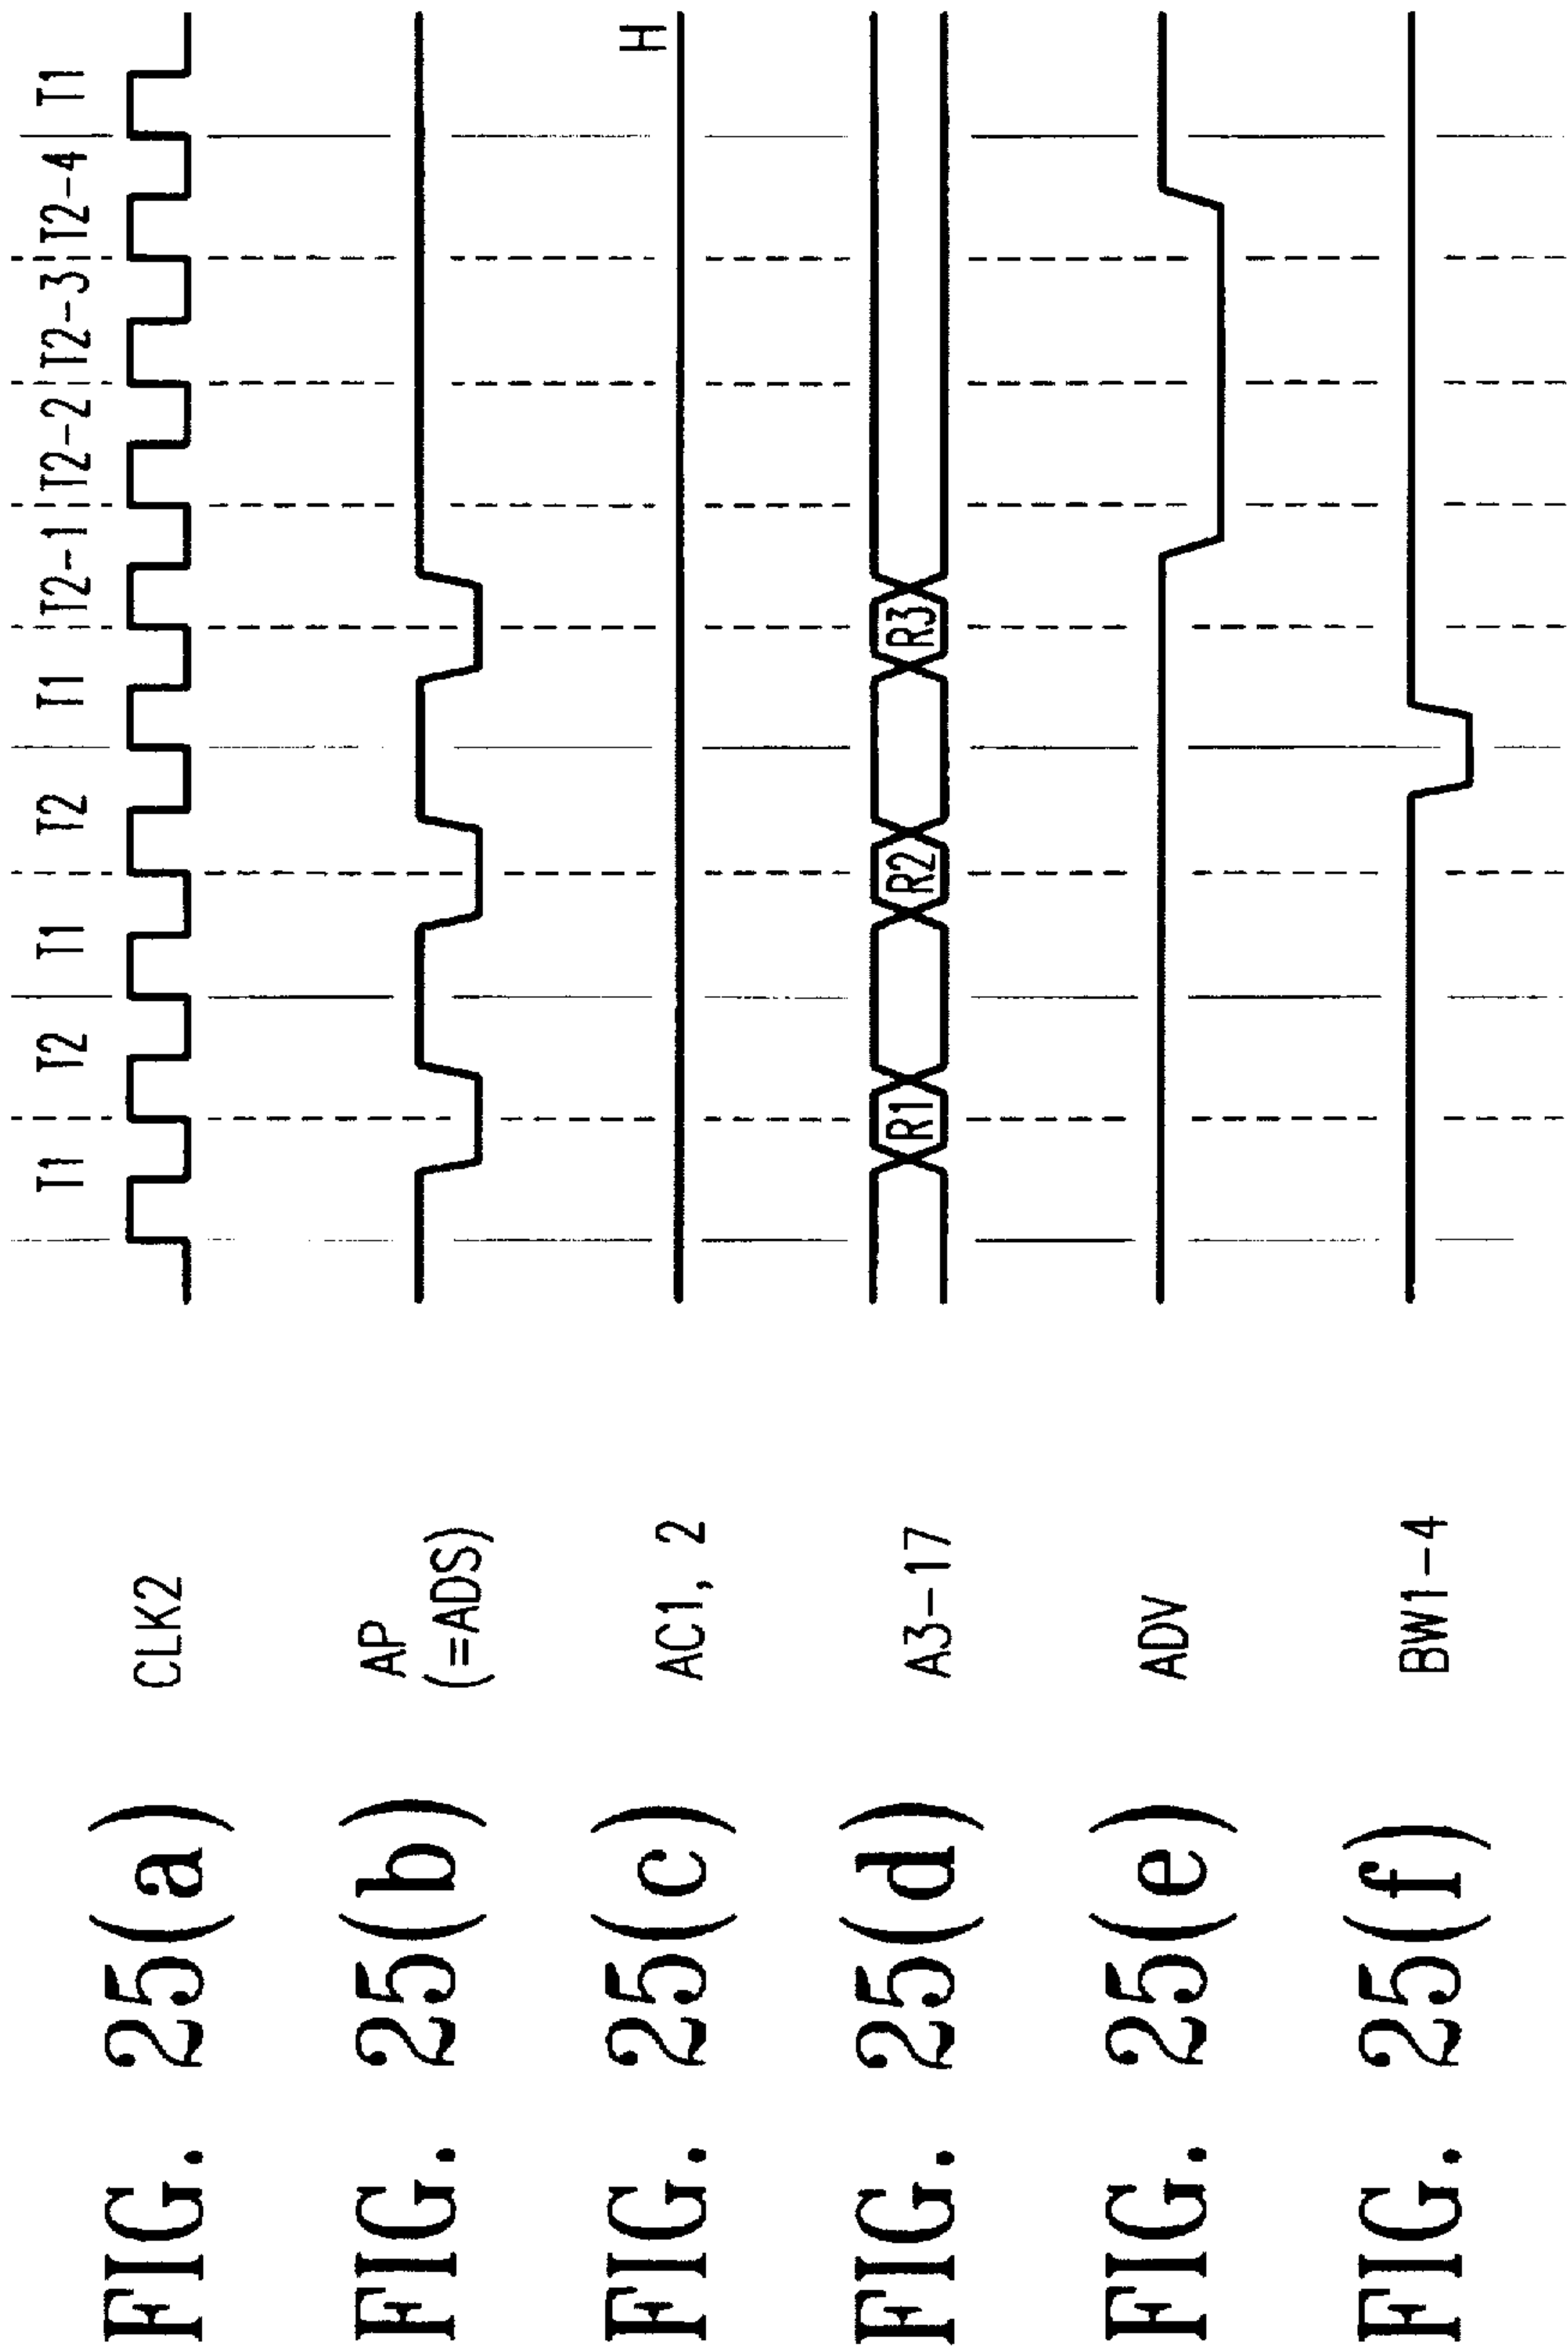 T1 T2 T1 T2 T1 T2-1 T2-2 T2-3 T2-4 T1
FIG. 25(a) CLK2
FIG. 25(b) AP
(=ADS)
FIG. 25(c) AC1, 2 H
FIG. 25(d) A3-17 R1 R2 R3
FIG. 25(e) ADV
FIG. 25(f) BW1-4